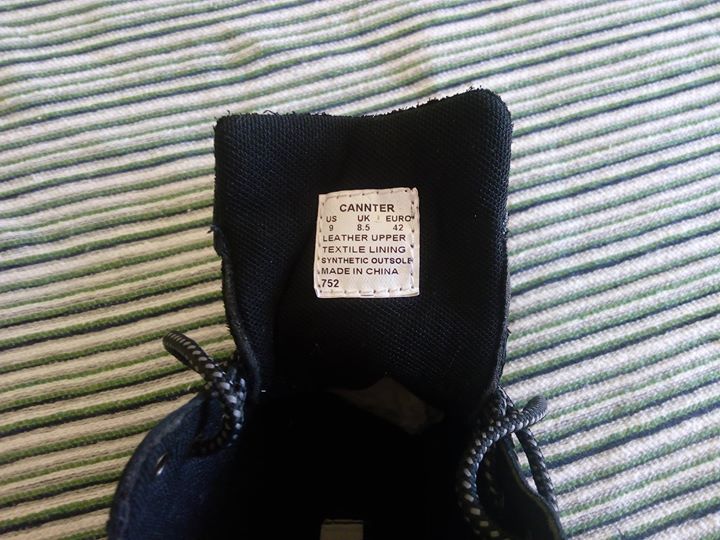 CANNTER
US UK EURO
9 8.5 42
LEATHER UPPER
TEXTILE LINING
SYNTHETIC OUTSOLE
MADE IN CHINA
752